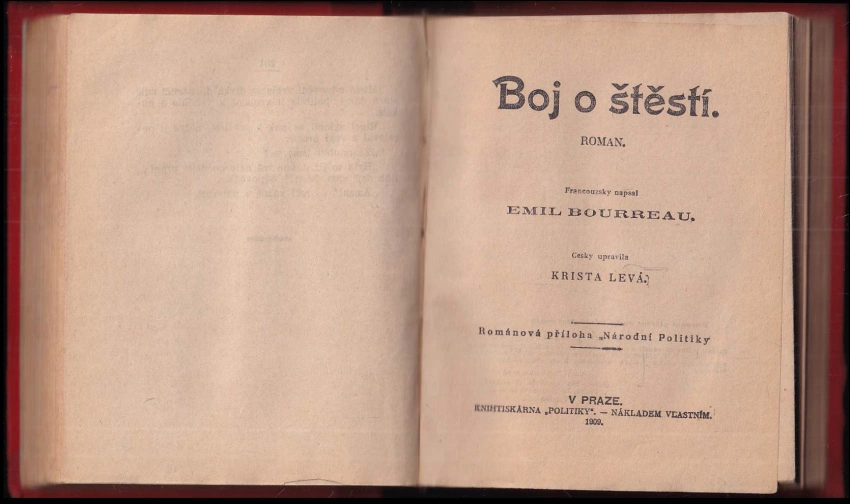 Boj o štěstí.
ROMAN.
Francouzsky napsal
EMIL BOURREAU.
Česky upravila
KRISTA LEVÁ.
Románová příloha „Národní Politiky
V PRAZE.
KNIHTISKÁRNA „POLITIKY“. — NÁKLADEM VLASTNÍM.
1909.